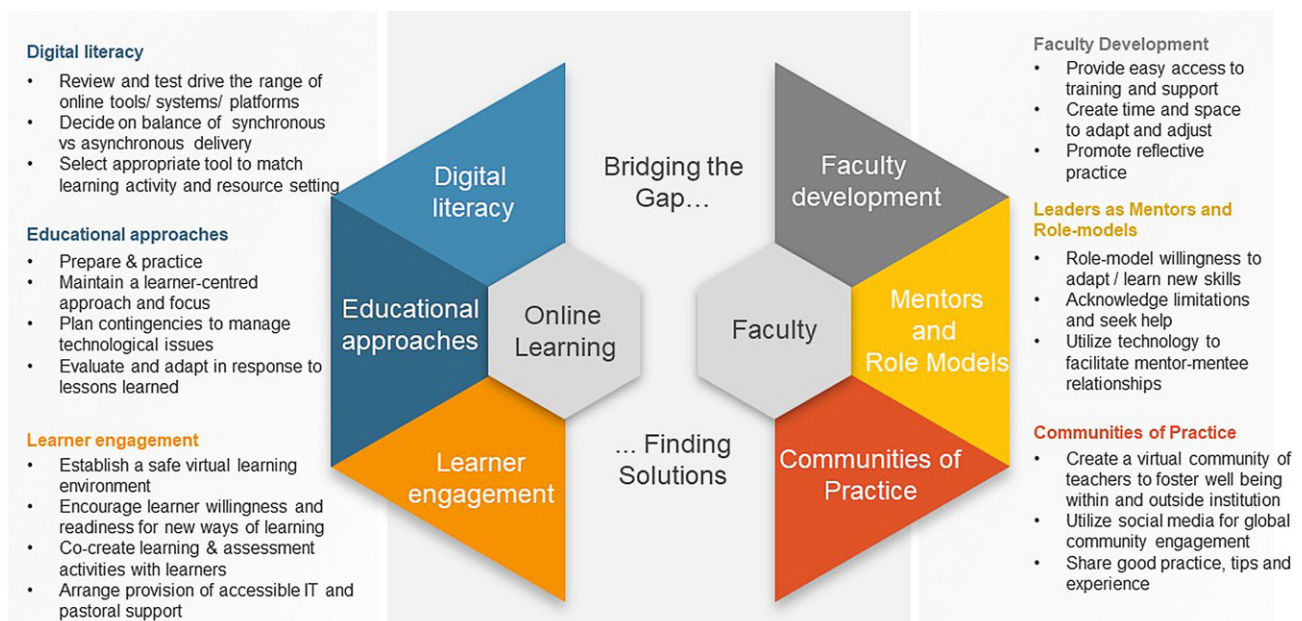 Digital literacy
• Review and test drive the range of
online tools/ systems/ platforms
• Decide on balance of synchronous
vs asynchronous delivery
• Select appropriate tool to match
learning activity and resource setting
Educational approaches
• Prepare & practice
• Maintain a learner-centred
approach and focus
• Plan contingencies to manage
technological issues
• Evaluate and adapt in response to
lessons learned
Learner engagement
• Establish a safe virtual learning
environment
• Encourage learner willingness and
readiness for new ways of learning
• Co-create learning & assessment
activities with learners
• Arrange provision of accessible IT and
pastoral support
Digital
literacy
Educational
approaches
Learner
engagement
Online
Learning
Bridging the
Gap...
... Finding
Solutions
Faculty
Faculty
development
Mentors
and
Role Models
Communities of
Practice
Faculty Development
• Provide easy access to
training and support
• Create time and space
to adapt and adjust
• Promote reflective
practice
Leaders as Mentors and
Role-models
• Role-model willingness to
adapt / learn new skills
• Acknowledge limitations
and seek help
• Utilize technology to
facilitate mentor-mentee
relationships
Communities of Practice
• Create a virtual community of
teachers to foster well being
within and outside institution
• Utilize social media for global
community engagement
• Share good practice, tips and
experience